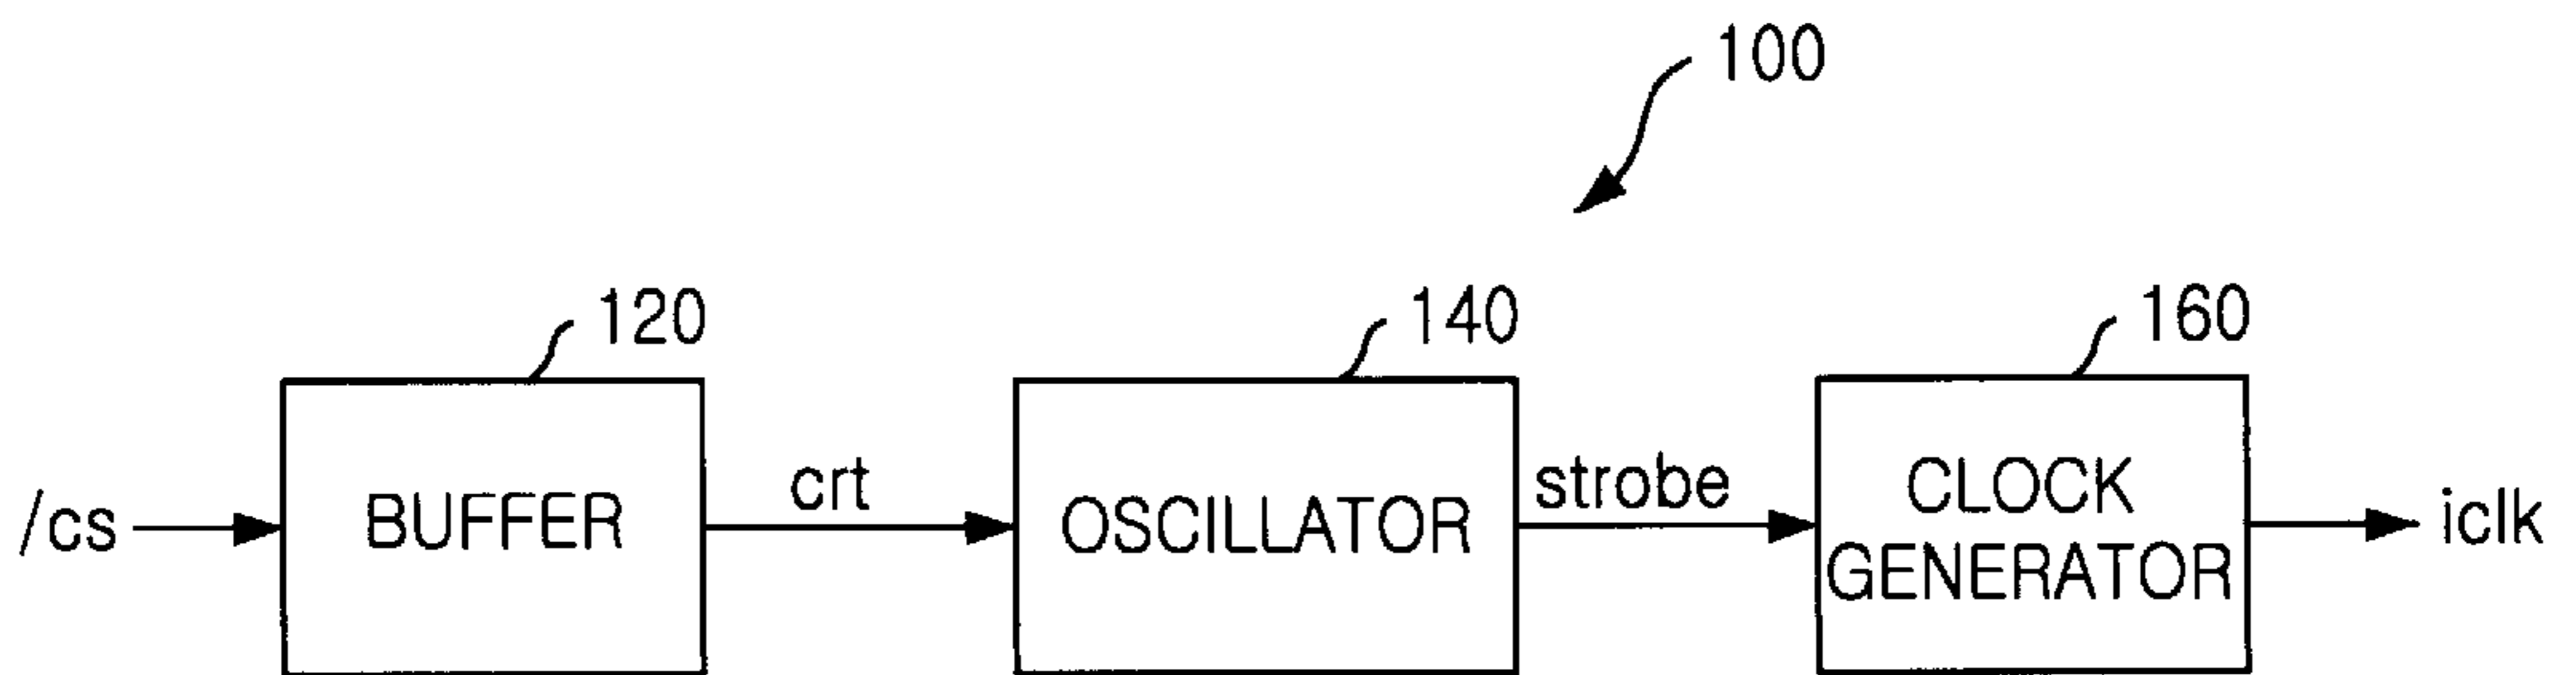 100
120
140
160
/cs
BUFFER
crt
OSCILLATOR
strobe
CLOCK
GENERATOR
iclk